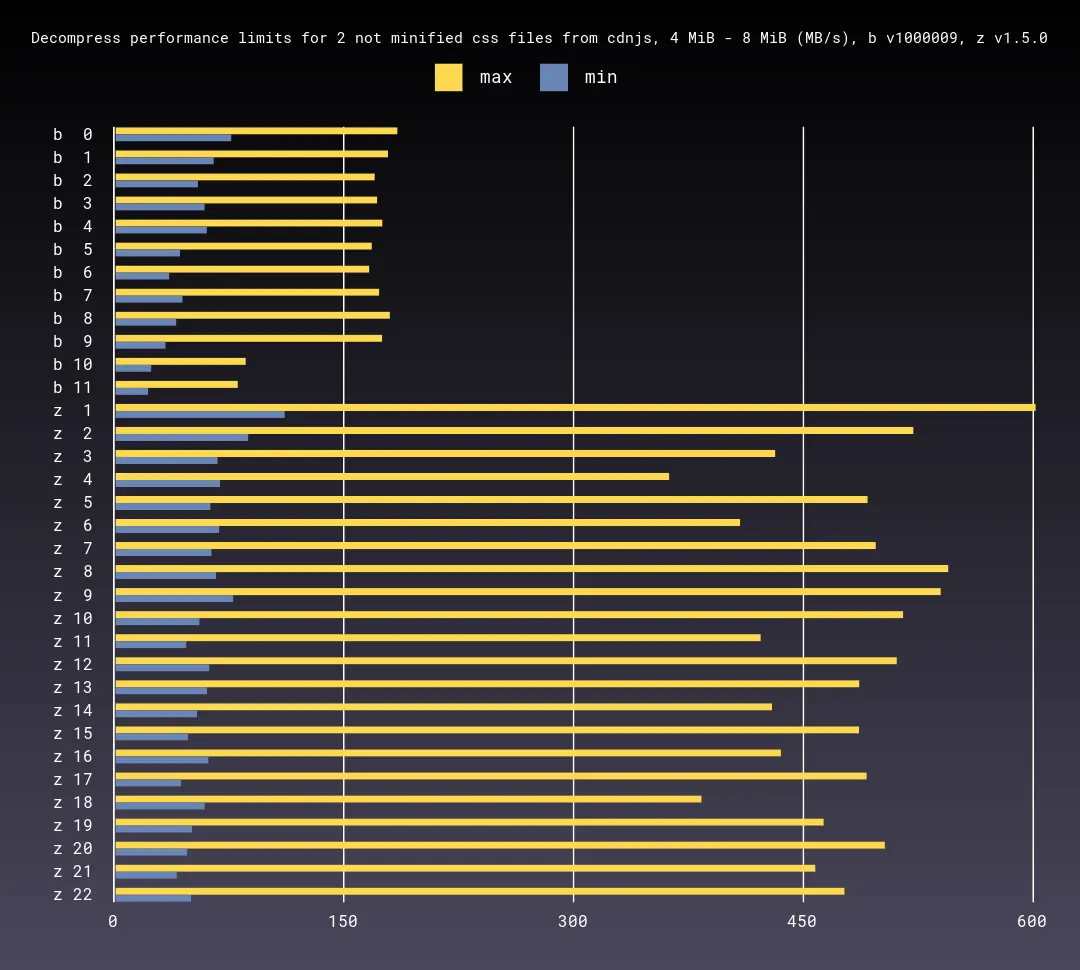 Decompress performance limits for 2 not minified css files from cdnjs, 4 MiB - 8 MiB (MB/s), b v1000009, z v1.5.0
max min
b 0
b 1
b 2
b 3
b 4
b 5
b 6
b 7
b 8
b 9
b 10
b 11
z 1
z 2
z 3
z 4
z 5
z 6
z 7
z 8
z 9
z 10
z 11
z 12
z 13
z 14
z 15
z 16
z 17
z 18
z 19
z 20
z 21
z 22
0 150 300 450 600